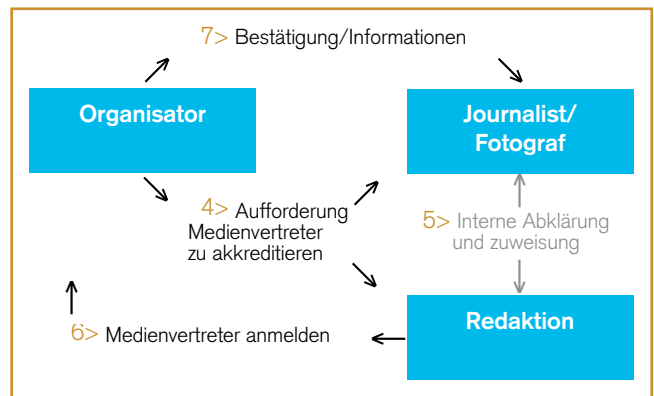 7> Bestätigung/Informationen
Organisator
Journalist/
Fotograf
4> Aufforderung
Medienvertreter
zu akkreditieren
5> Interne Abklärung
und zuweisung
6> Medienvertreter anmelden
Redaktion